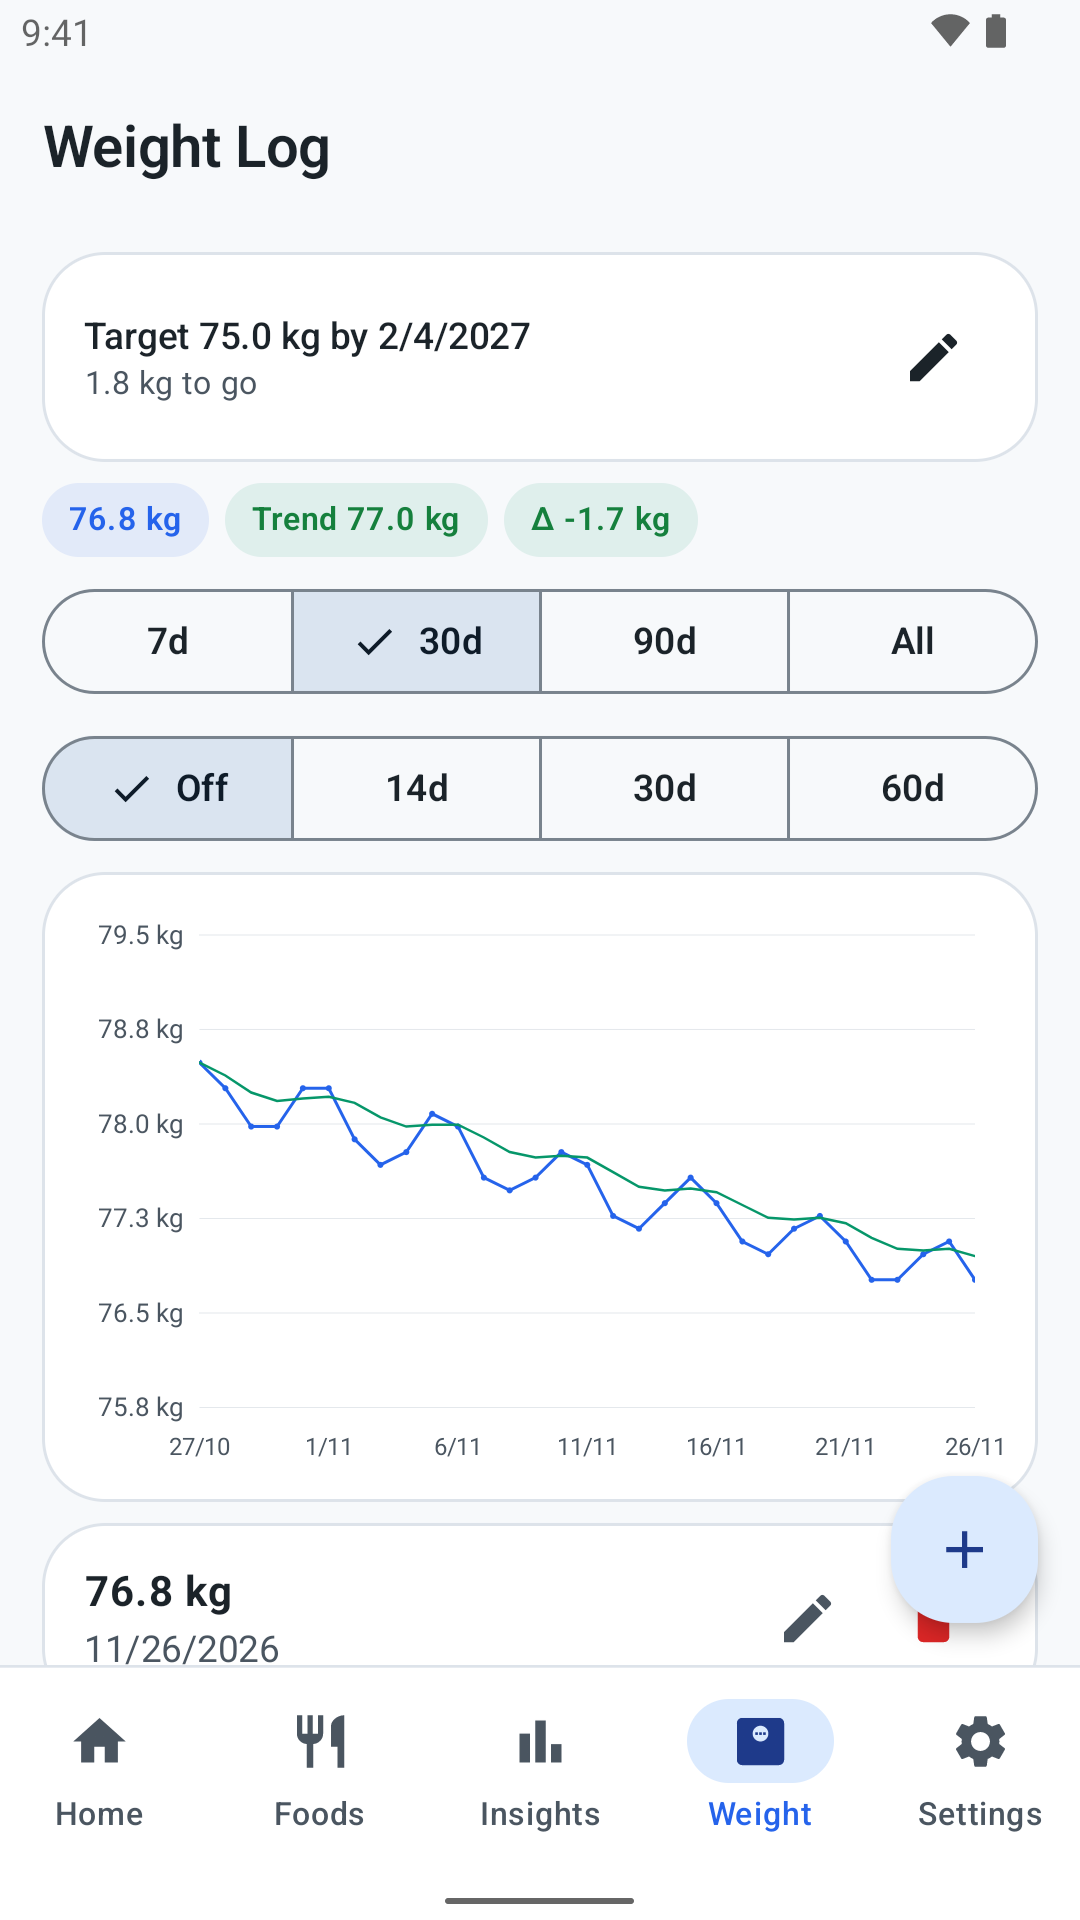 9:41
Weight Log
Target 75.0 kg by 2/4/2027
1.8 kg to go
76.8 kg
Trend 77.0 kg
Δ -1.7 kg
7d
30d
90d
All
Off
14d
30d
60d
79.5 kg
78.8 kg
78.0 kg
77.3 kg
76.5 kg
75.8 kg
27/10
1/11
6/11
11/11
16/11
21/11
26/11
76.8 kg
11/26/2026
Home
Foods
Insights
Weight
Settings